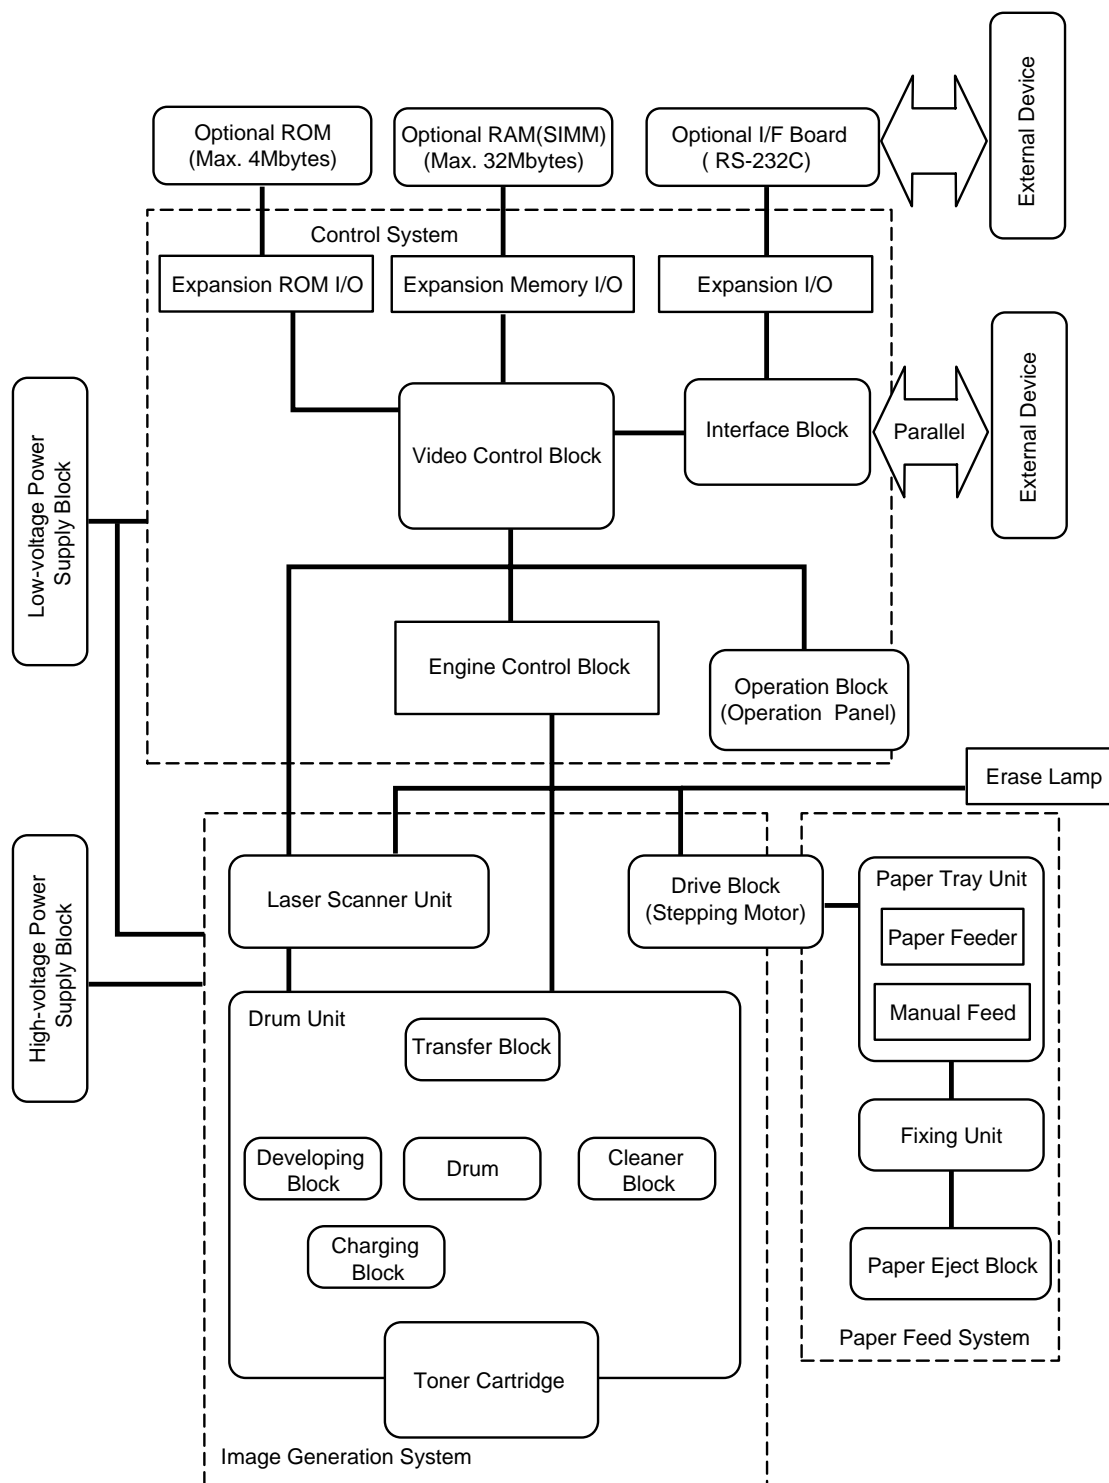 Optional ROM
(Max. 4Mbytes)
Optional RAM(SIMM)
(Max. 32Mbytes)
Optional I/F Board
( RS-232C)
External Device
Control System
Expansion ROM I/O
Expansion Memory I/O
Expansion I/O
Video Control Block
Interface Block
Parallel
External Device
Low-voltage Power
Supply Block
Engine Control Block
Operation Block
(Operation Panel)
Erase Lamp
High-voltage Power
Supply Block
Laser Scanner Unit
Drive Block
(Stepping Motor)
Paper Tray Unit
Paper Feeder
Manual Feed
Drum Unit
Transfer Block
Developing
Block
Drum
Cleaner
Block
Charging
Block
Fixing Unit
Paper Eject Block
Paper Feed System
Toner Cartridge
Image Generation System